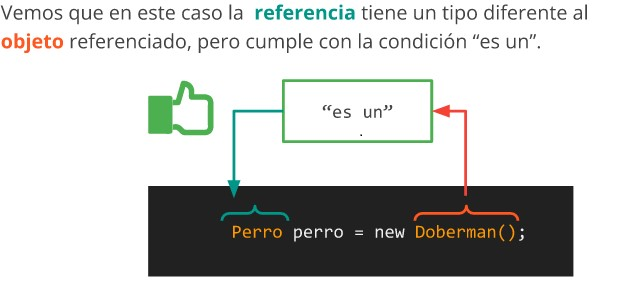 Vemos que en este caso la referencia tiene un tipo diferente al
objeto referenciado, pero cumple con la condición “es un”.
“es un”
.
Perro perro = new Doberman();